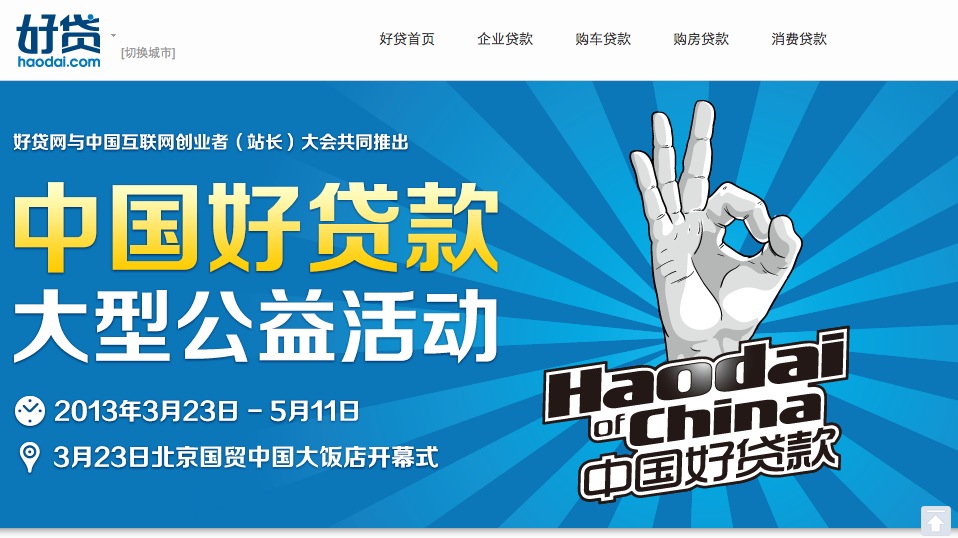 好贷
haodai.com
[切换城市]
好贷首页 企业贷款 购车贷款 购房贷款 消费贷款
好贷网与中国互联网创业者（站长）大会共同推出
中国好贷款
大型公益活动
2013年3月23日 - 5月11日
3月23日北京国贸中国大饭店开幕式
Haodai
of China
中国好贷款